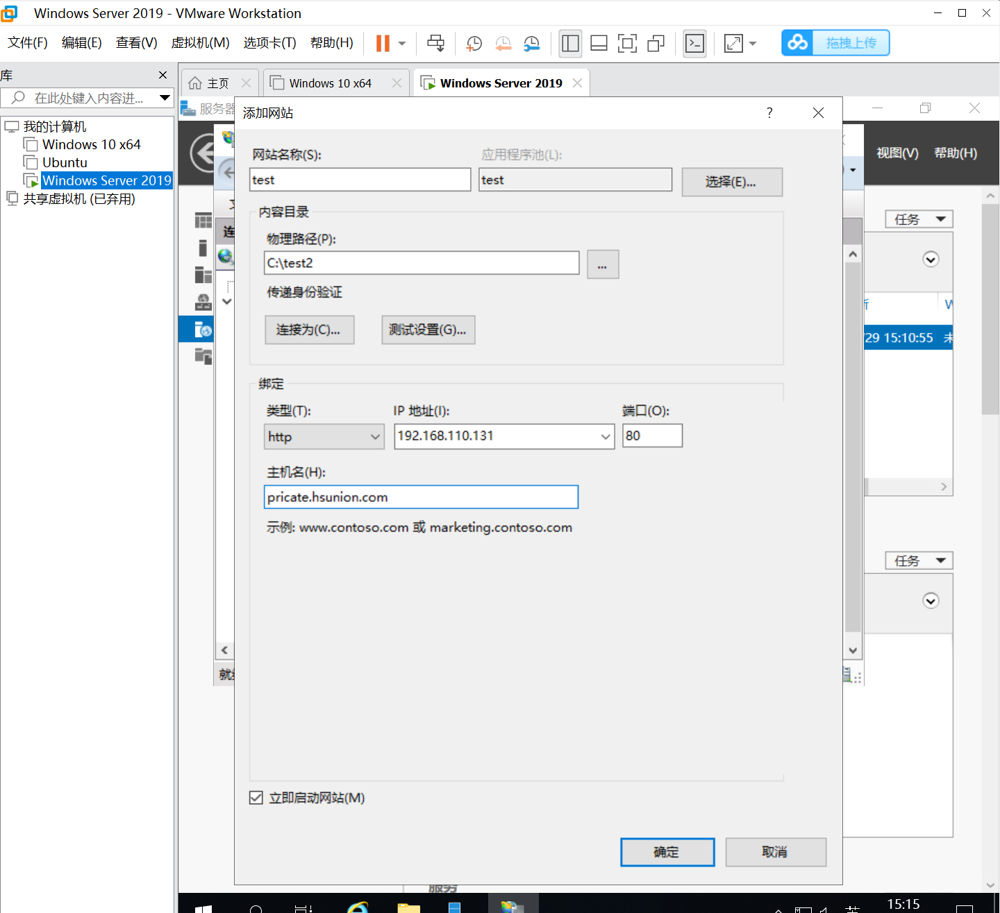 Windows Server 2019 - VMware Workstation
文件(F) 编辑(E) 查看(V) 虚拟机(M) 选项卡(T) 帮助(H) 拖拽上传
库
在此处键入内容进...
我的计算机
Windows 10 x64
Ubuntu
Windows Server 2019
共享虚拟机 (已弃用)
主页 Windows 10 x64 Windows Server 2019
服务器
视图(V) 帮助(H)
添加网站
网站名称(S): 应用程序池(L):
test test 选择(E)...
内容目录
物理路径(P):
C:\test2 ...
传递身份验证
连接为(C)... 测试设置(G)...
绑定
类型(T): IP 地址(I): 端口(O):
http 192.168.110.131 80
主机名(H):
pricate.hsunion.com
示例: www.contoso.com 或 marketing.contoso.com
立即启动网站(M)
确定 取消
连
任务
/29 15:10:55 未
任务
服务
英 15:15